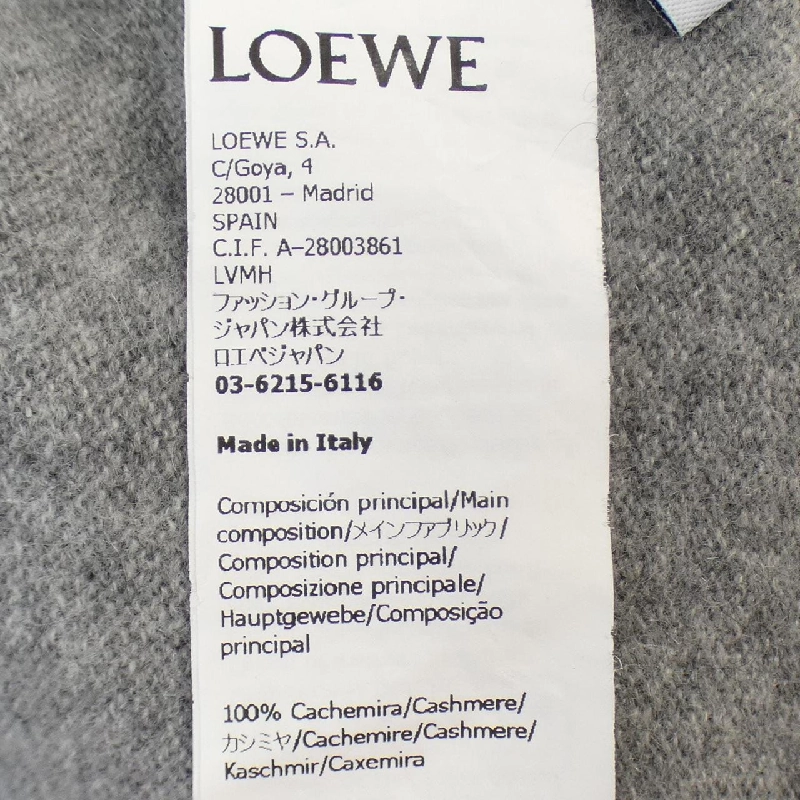 LOEWE
LOEWE S.A.
C/Goya, 4
28001 – Madrid
SPAIN
C.I.F. A–28003861
LVMH
ファッション・グループ・
ジャパン株式会社
ロエベジャパン
03-6215-6116
Made in Italy
Composición principal/Main
composition/メインファブリック/
Composition principal/
Composizione principale/
Hauptgewebe/Composição
principal
100% Cachemira/Cashmere/
カシミヤ/Cachemire/Cashmere/
Kaschmir/Caxemira